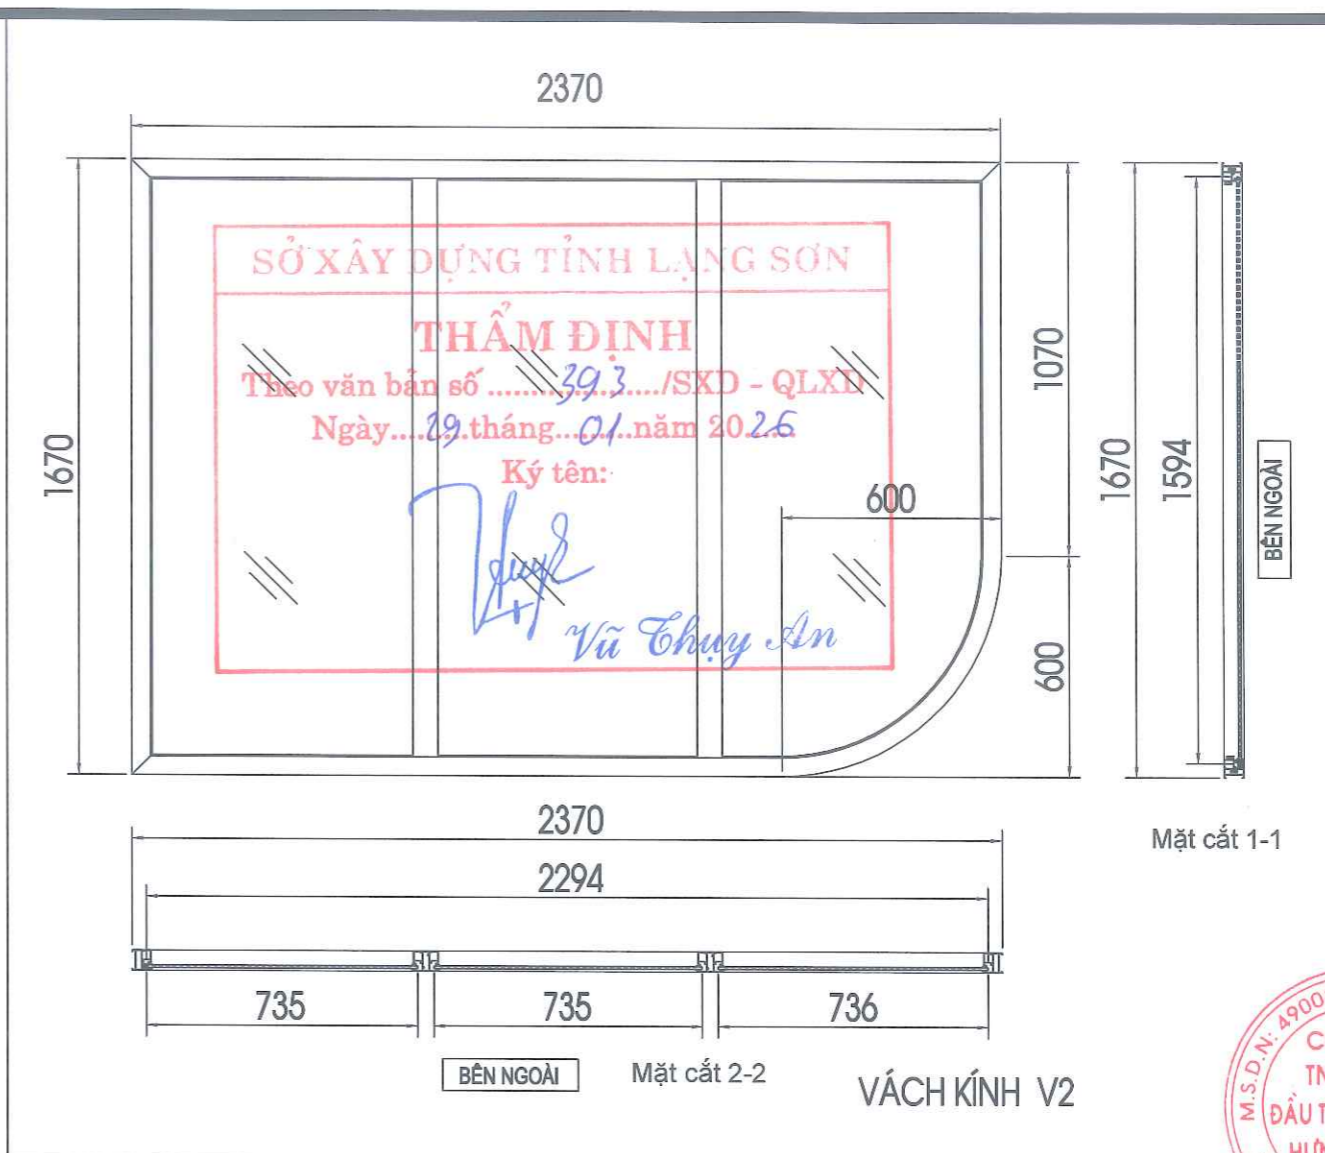 2370
SỞ XÂY DỰNG TỈNH LẠNG SƠN
THẨM ĐỊNH
Theo văn bản số ........393..../SXD - QLXD
Ngày....29.tháng...01..năm 2026
Ký tên:
Vũ Thụy An
1670
600
1070
600
1670
1594
BÊN NGOÀI
Mặt cắt 1-1
2370
2294
735
735
736
BÊN NGOÀI
Mặt cắt 2-2
VÁCH KÍNH V2
M.S.D.N: 4900